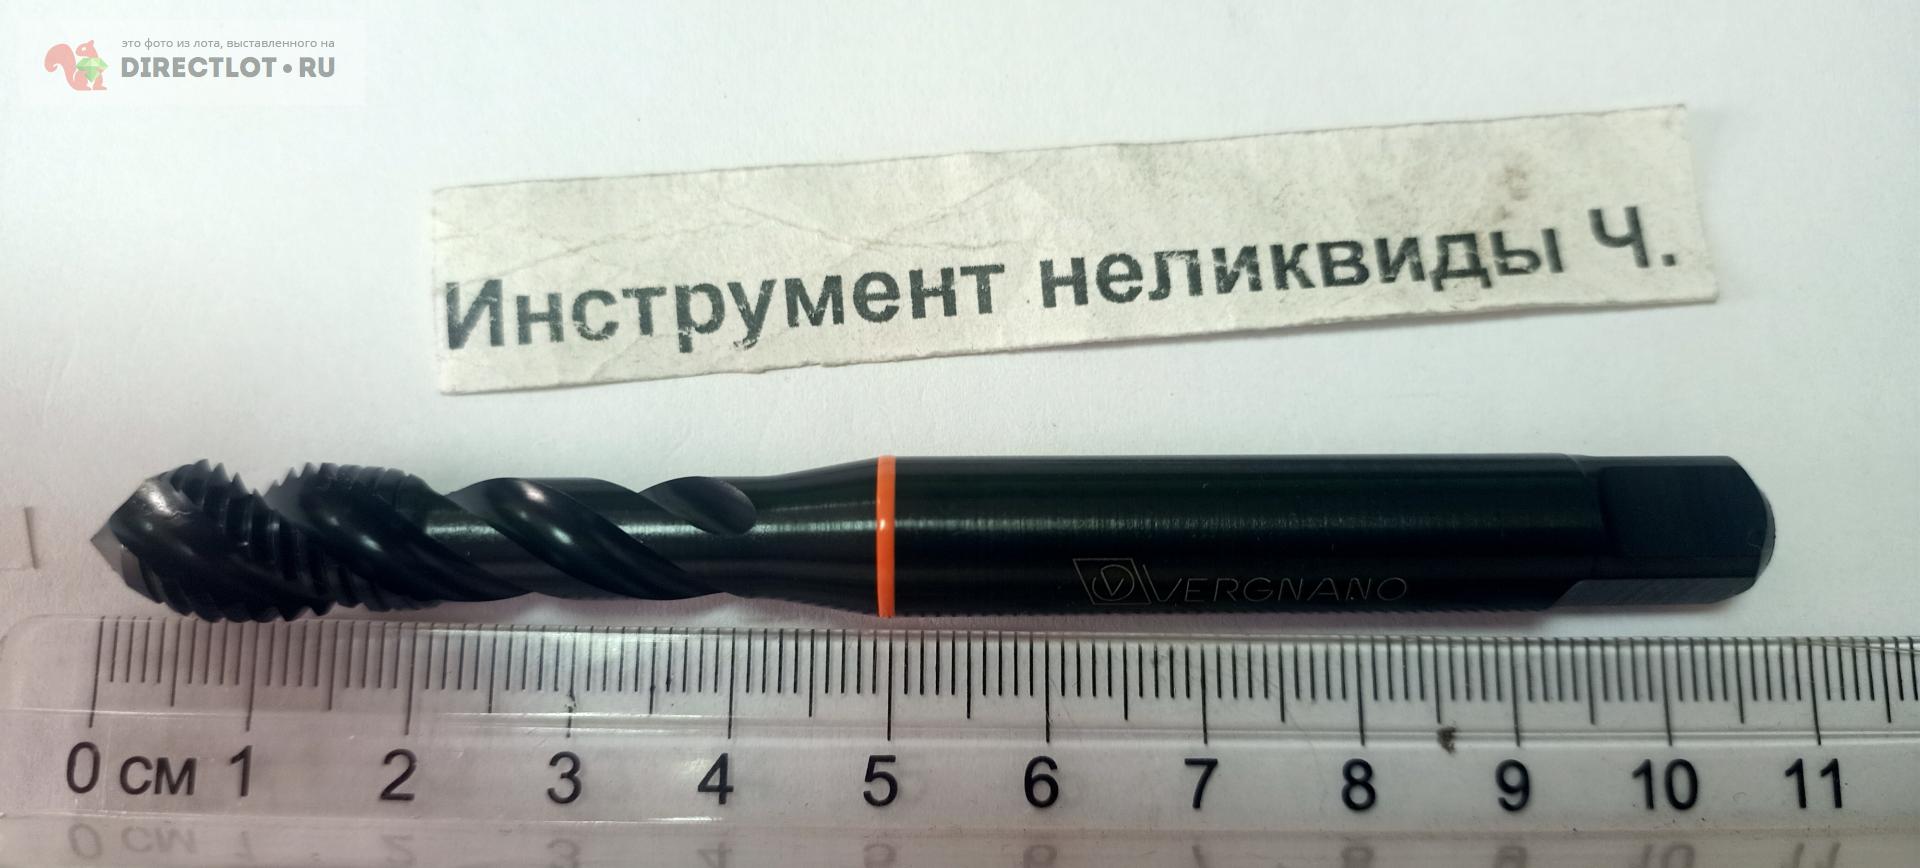 это фото из лота, выставленного на
DIRECTLOT•RU
Инструмент неликвиды Ч.
VERGNANO
0 см 1 2 3 4 5 6 7 8 9 10 11